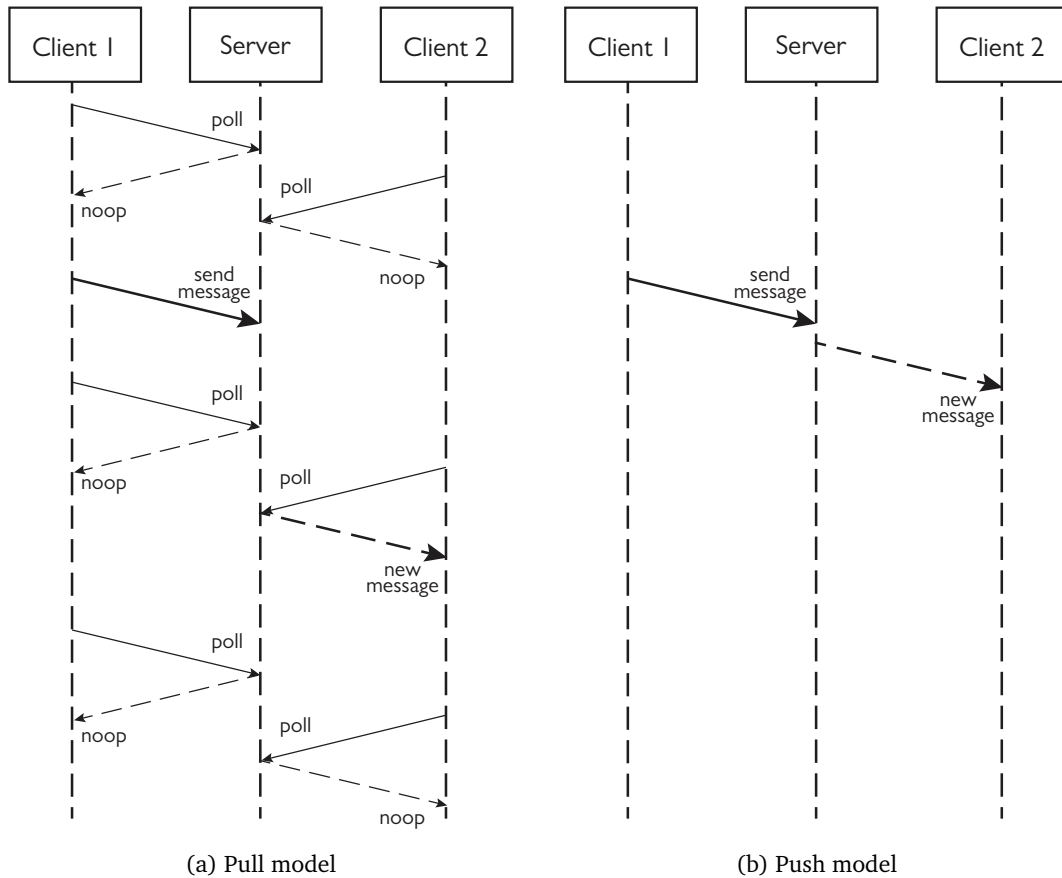 Client 1
Server
Client 2
poll
noop
poll
noop
send
message
poll
noop
poll
new
message
poll
noop
poll
noop
(a) Pull model
Client 1
Server
Client 2
send
message
new
message
(b) Push model